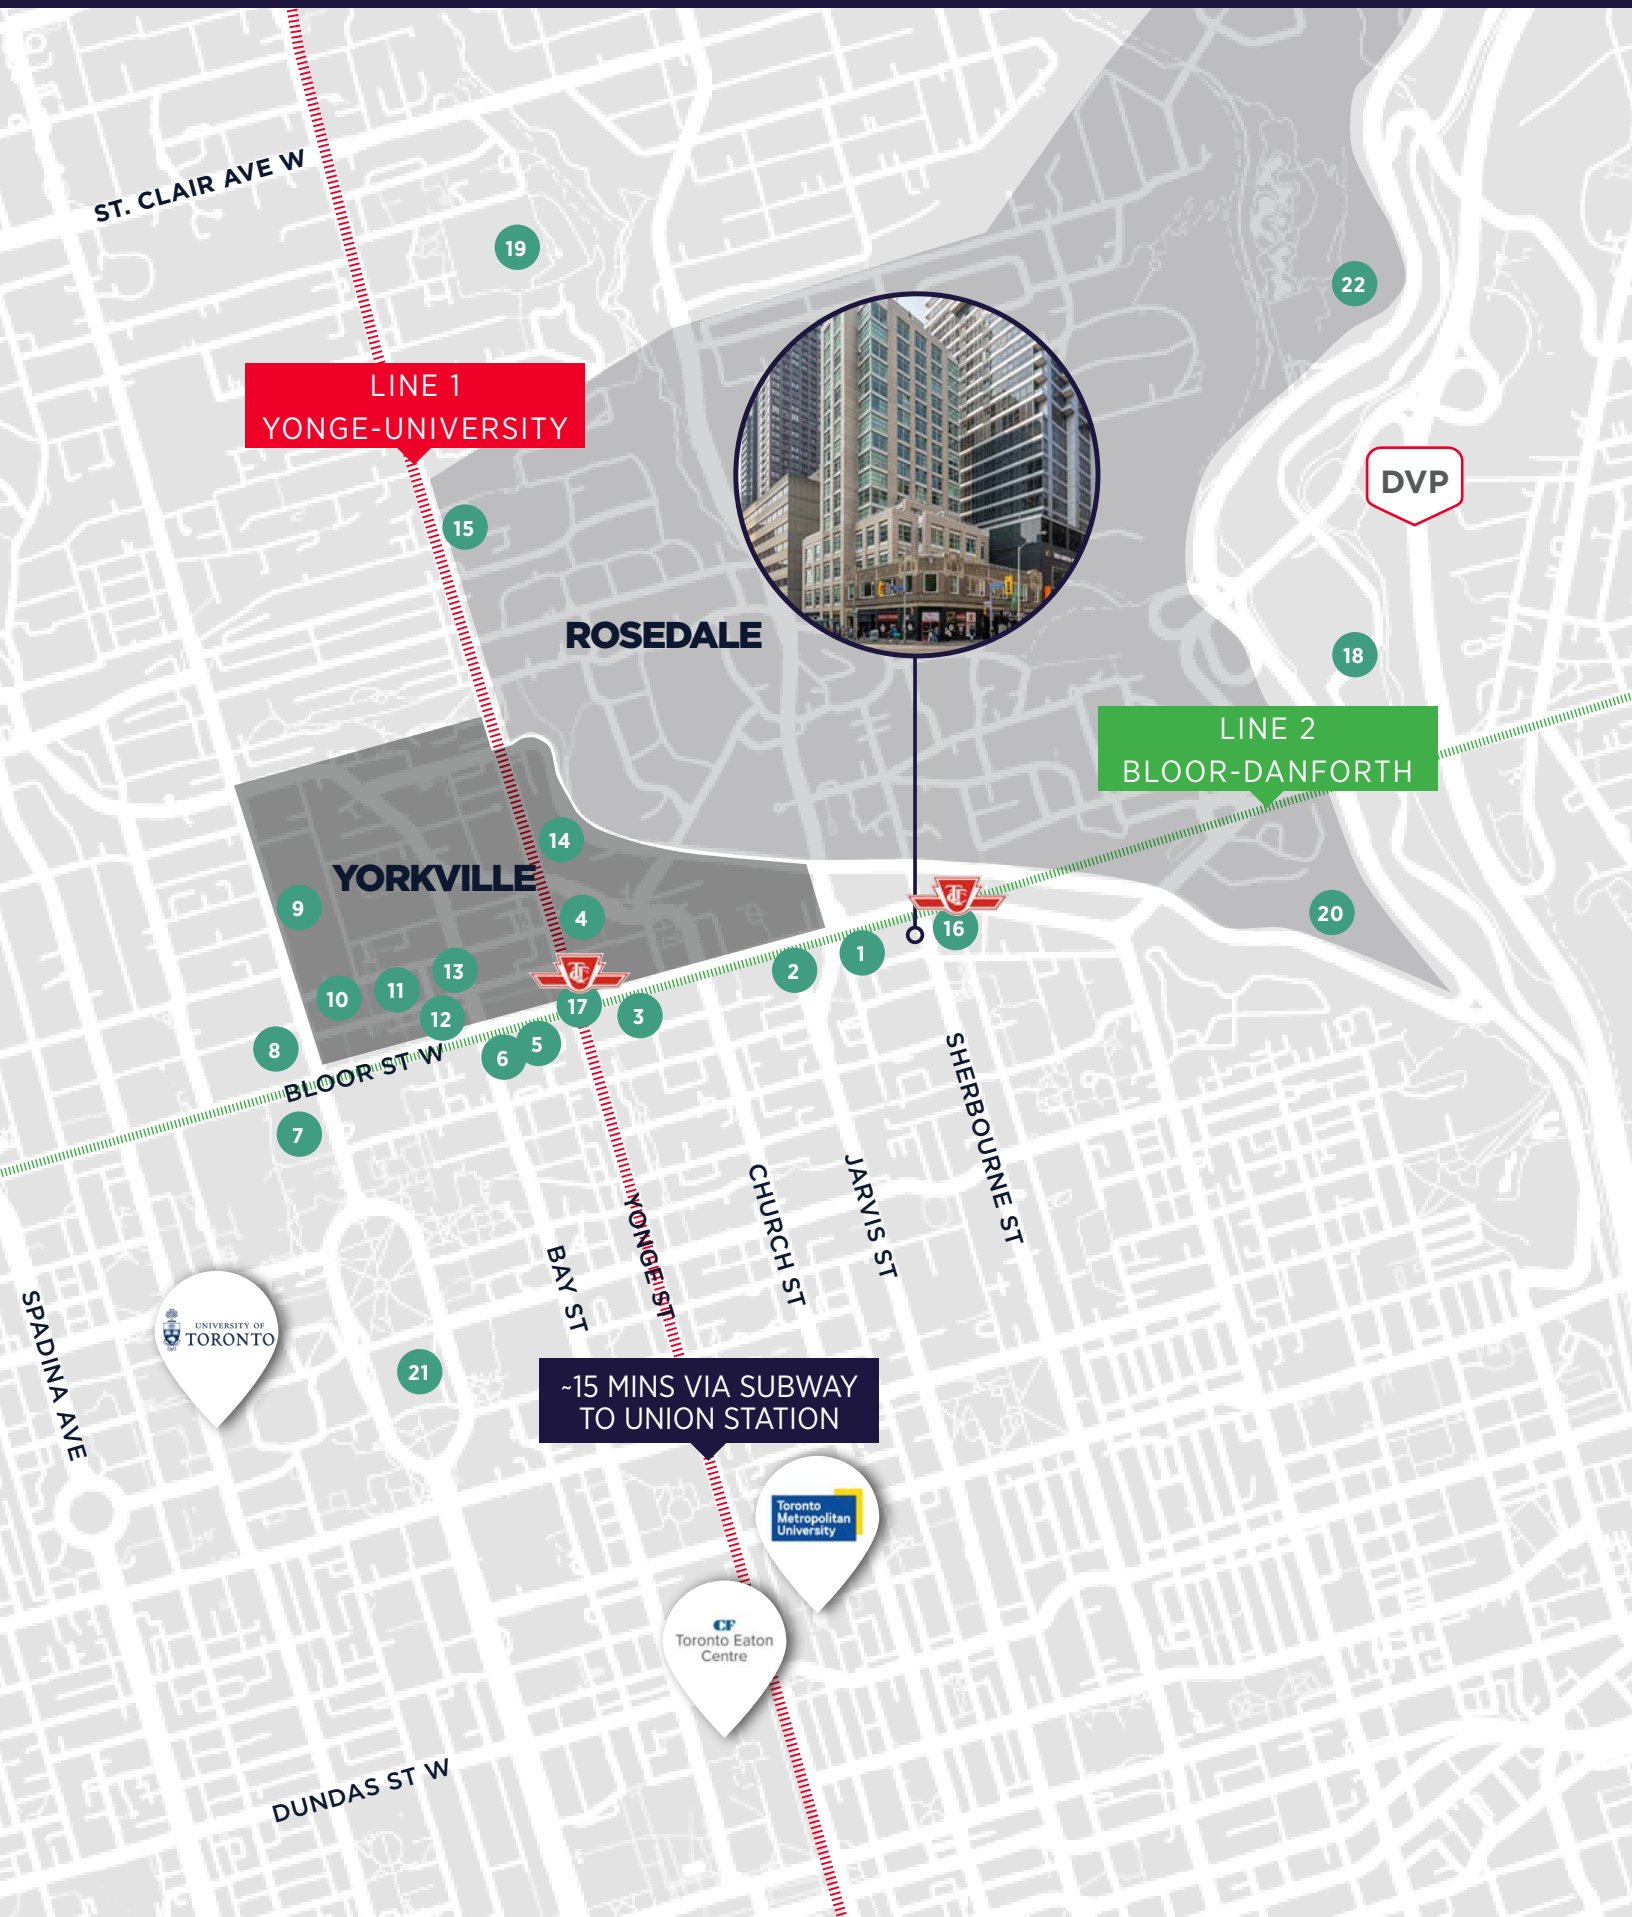 ST. CLAIR AVE W
19
22
LINE 1
YONGE-UNIVERSITY
DVP
15
ROSEDALE
18
LINE 2
BLOOR-DANFORTH
14
YORKVILLE
9
4
20
16
1
2
13
11
10
17
3
12
5
6
8
BLOOR ST W
7
SHERBOURNE ST
JARVIS ST
CHURCH ST
YONGE ST
BAY ST
SPADINA AVE
UNIVERSITY OF
TORONTO
21
~15 MINS VIA SUBWAY
TO UNION STATION
Toronto
Metropolitan
University
CF
Toronto Eaton
Centre
DUNDAS ST W